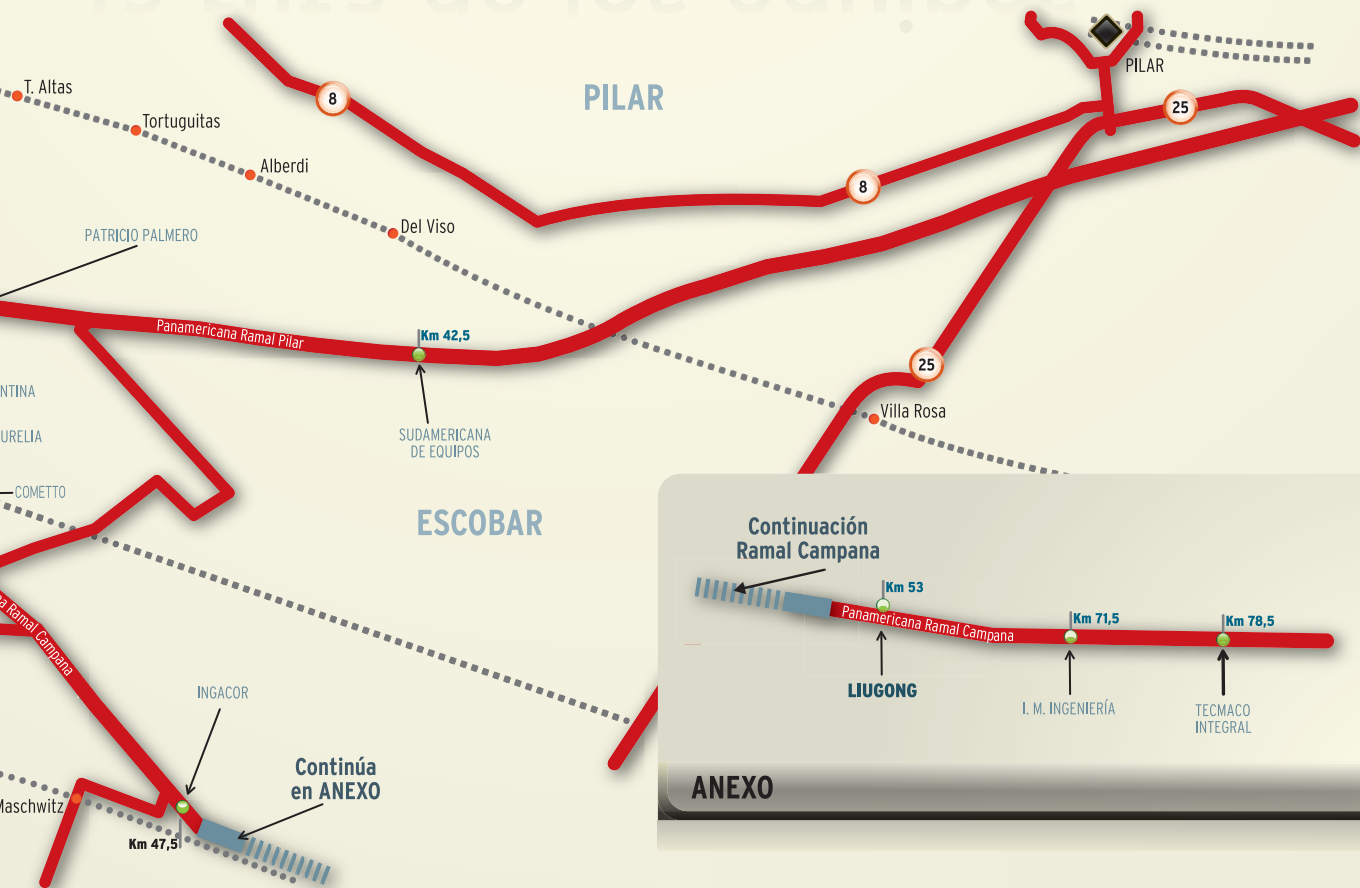 PILAR
PILAR
8
25
T. Altas
Tortuguitas
Alberdi
8
Del Viso
PATRICIO PALMERO
Panamericana Ramal Pilar
Km 42,5
25
Villa Rosa
NTINA
URELIA
SUDAMERICANA
DE EQUIPOS
COMETTO
ESCOBAR
Continuación
Ramal Campana
Km 53
Panamericana Ramal Campana
Km 71,5
Km 78,5
LIUGONG
I. M. INGENIERÍA
TECMACO
INTEGRAL
a Ramal Campana
INGACOR
Continúa
en ANEXO
ANEXO
Maschwitz
Km 47,5